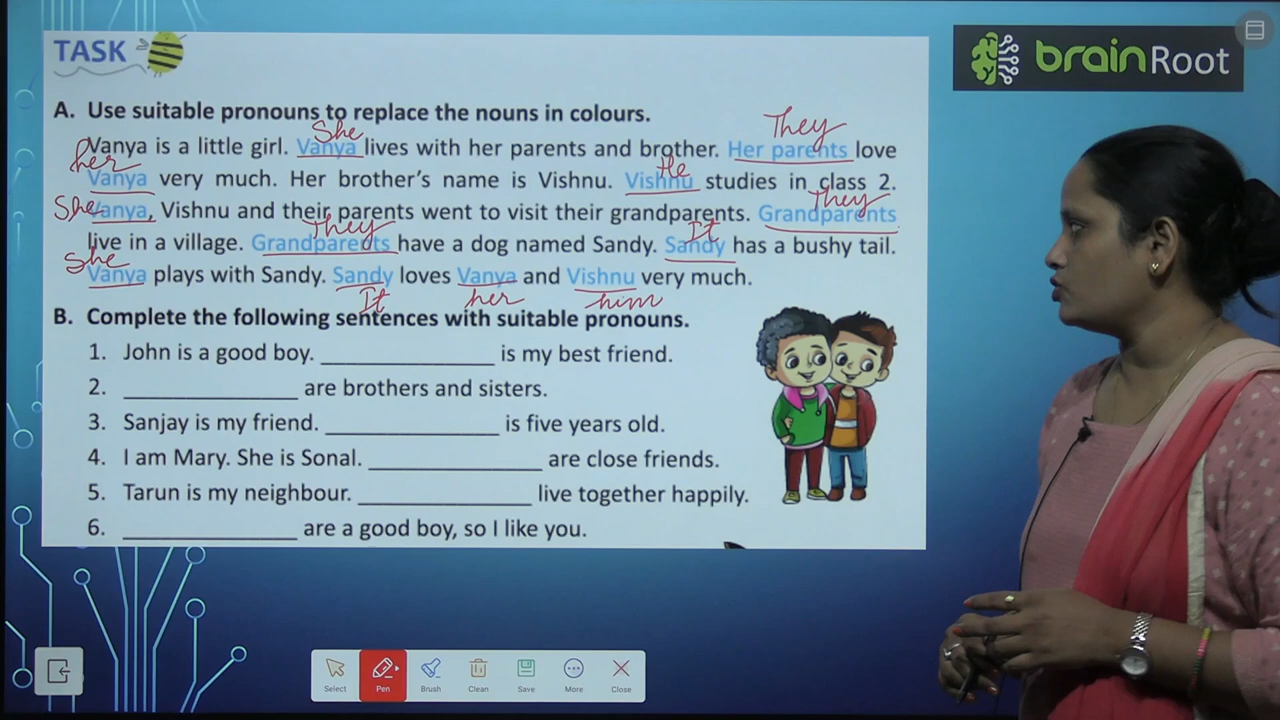 TASK
brainRoot
A. Use suitable pronouns to replace the nouns in colours.
She
They
Vanya is a little girl. Vanya lives with her parents and brother. Her parents love
her
He
Vanya very much. Her brother's name is Vishnu. Vishnu studies in class 2.
She
They
Vanya, Vishnu and their parents went to visit their grandparents. Grandparents
They
It
live in a village. Grandparents have a dog named Sandy. Sandy has a bushy tail.
She
Vanya plays with Sandy. Sandy loves Vanya and Vishnu very much.
It her him
B. Complete the following sentences with suitable pronouns.
1. John is a good boy. ______________ is my best friend.
2. ______________ are brothers and sisters.
3. Sanjay is my friend. ______________ is five years old.
4. I am Mary. She is Sonal. ______________ are close friends.
5. Tarun is my neighbour. ______________ live together happily.
6. ______________ are a good boy, so I like you.
Select Pen Brush Clean Save More Close